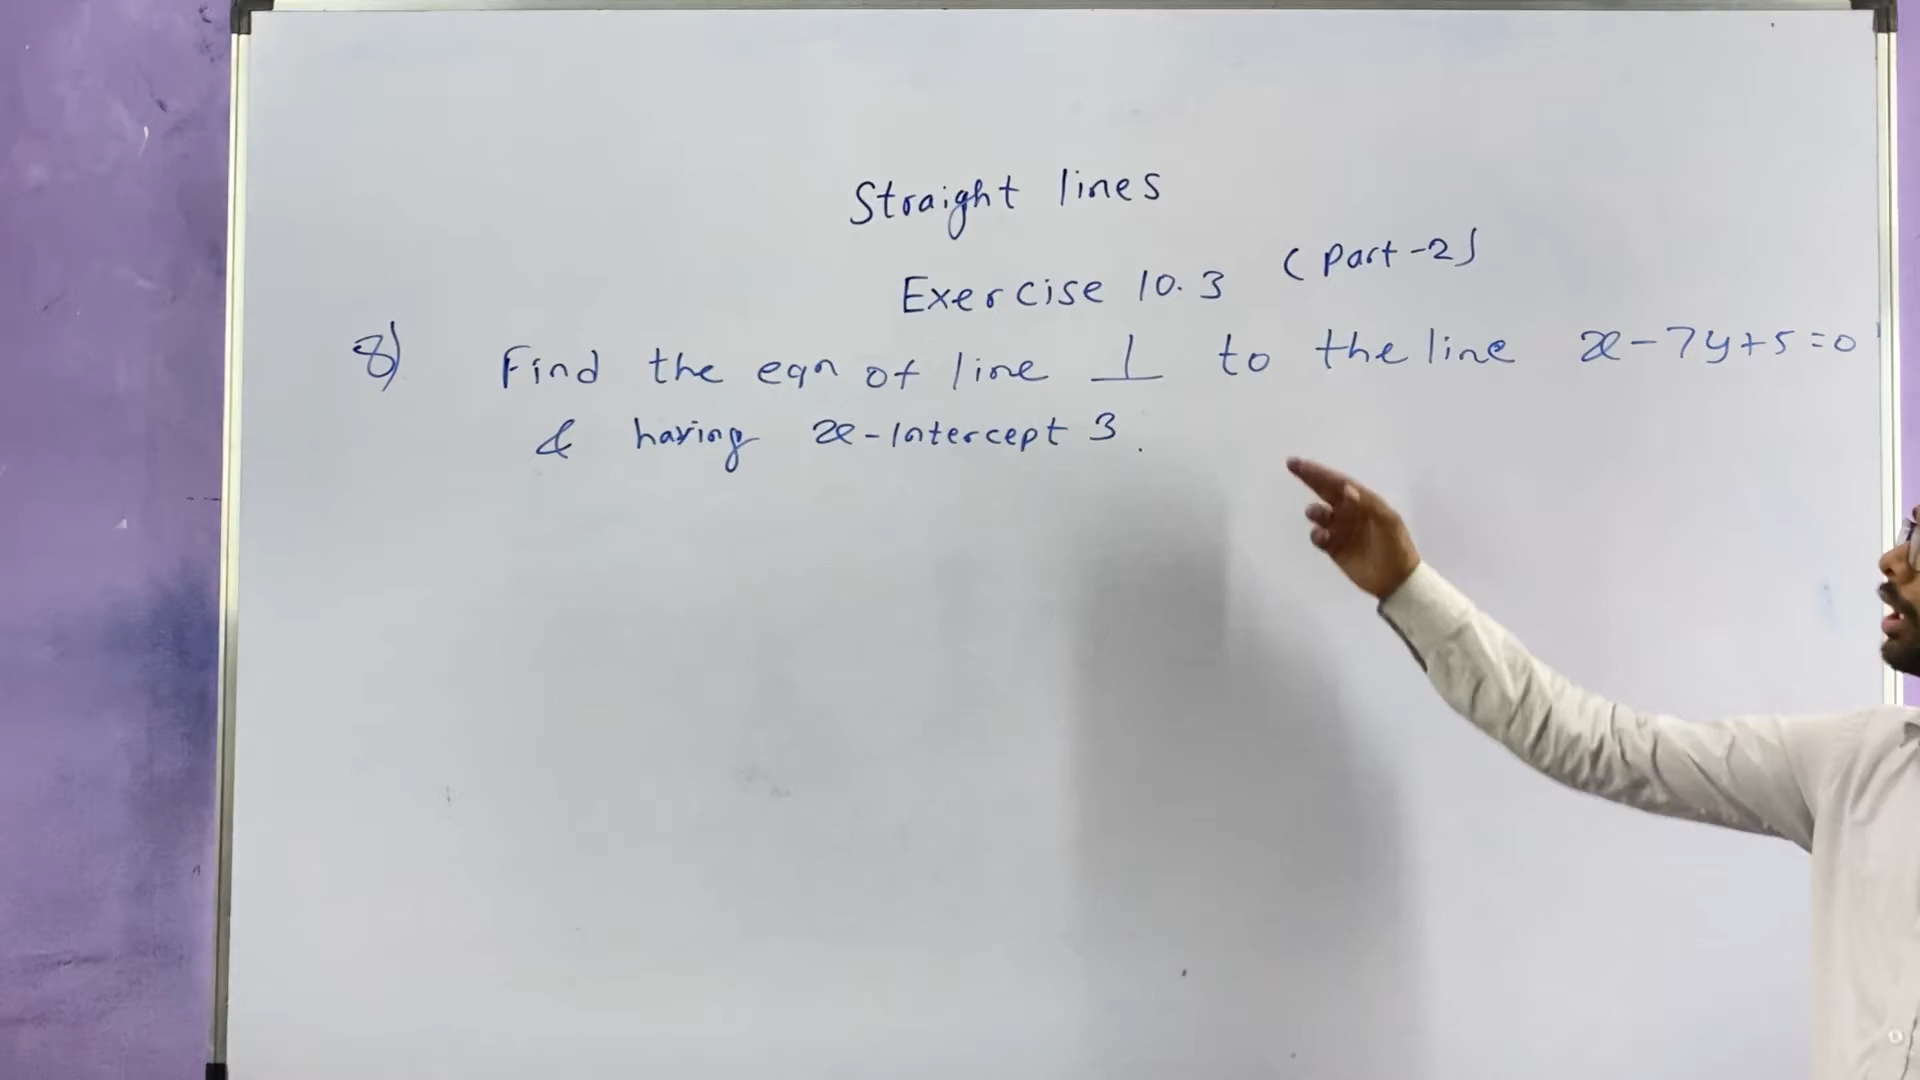 Straight lines
Exercise 10.3 (Part-2)
8) Find the eqn of line ⊥ to the line x-7y+5=0
& having x-Intercept 3.